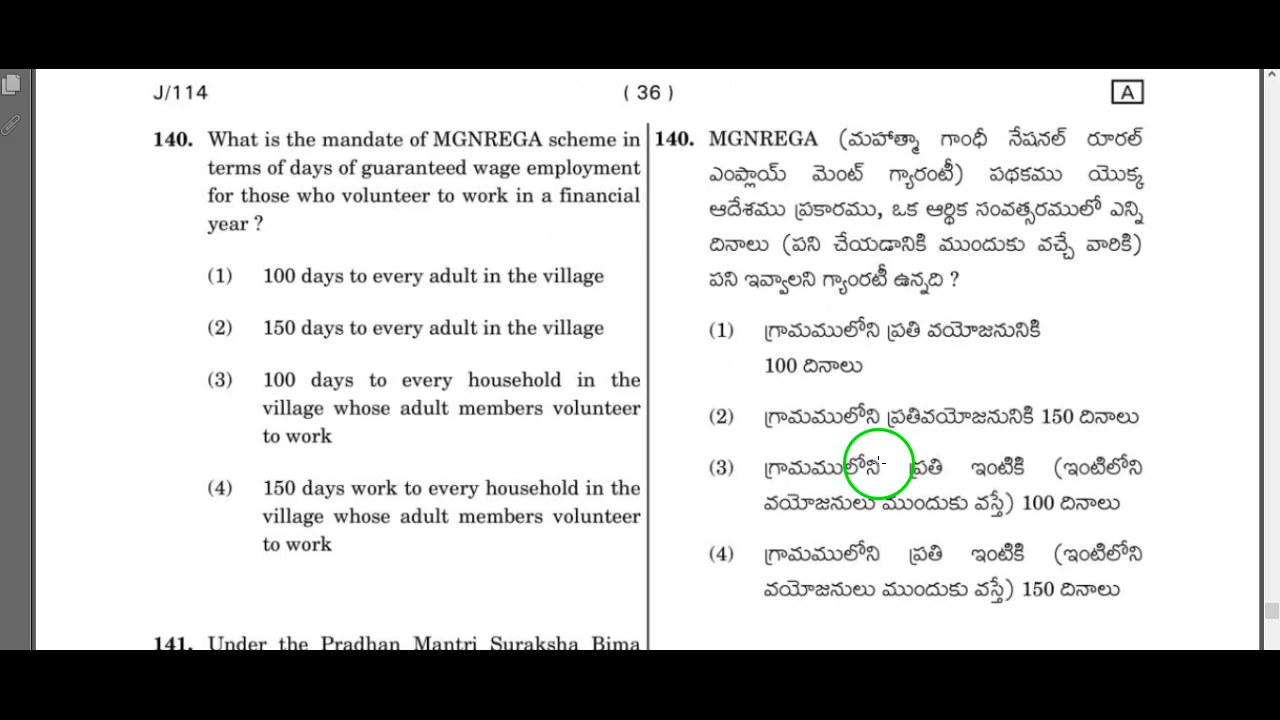 J/114
( 36 )
A
140. What is the mandate of MGNREGA scheme in
terms of days of guaranteed wage employment
for those who volunteer to work in a financial
year ?
(1) 100 days to every adult in the village
(2) 150 days to every adult in the village
(3) 100 days to every household in the
village whose adult members volunteer
to work
(4) 150 days work to every household in the
village whose adult members volunteer
to work
141. Under the Pradhan Mantri Suraksha Bima
140. MGNREGA (మహాత్మా గాంధీ నేషనల్ రూరల్
ఎంప్లాయ్ మెంట్ గ్యారంటీ) పథకము యొక్క
ఆదేశము ప్రకారము, ఒక ఆర్థిక సంవత్సరములో ఎన్ని
దినాలు (పని చేయడానికి ముందుకు వచ్చే వారికి)
పని ఇవ్వాలని గ్యాంరటీ ఉన్నది ?
(1) గ్రామములోని ప్రతి వయోజనునికి
100 దినాలు
(2) గ్రామములోని ప్రతివయోజనునికి 150 దినాలు
(3) గ్రామములోని ప్రతి ఇంటికి (ఇంటిలోని
వయోజనులు ముందుకు వస్తే) 100 దినాలు
(4) గ్రామములోని ప్రతి ఇంటికి (ఇంటిలోని
వయోజనులు ముందుకు వస్తే) 150 దినాలు